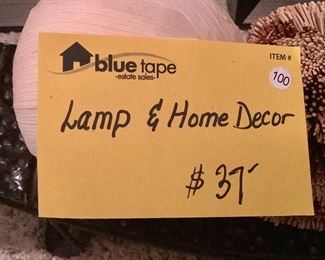 blue tape
-estate sales-
ITEM #
100
Lamp & Home Decor
$ 37-